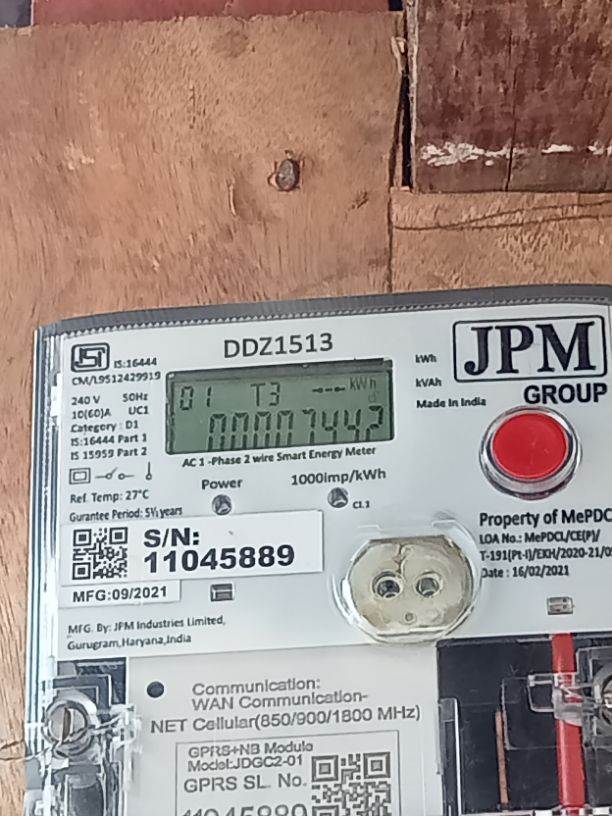 IS:16444
CM/L9512429919
240 V 50Hz
10(60)A UC1
Category : D1
IS:16444 Part 1
IS 15959 Part 2
Ref. Temp: 27°C
Gurantee Period: 5½ years
DDZ1513
01 T3 --- kWh
00007442
AC 1 -Phase 2 wire Smart Energy Meter
Power 1000imp/kWh
Cl.1
kWh
kVAh
Made In India
JPM
GROUP
S/N:
11045889
MFG:09/2021
Property of MePDC
LOA No.: MePDCL/CE(P)/
T-191(Pt-I)/EXH/2020-21/
Date : 16/02/2021
MFG. By: JPM Industries Limited,
Gurugram,Haryana,India
Communication:
WAN Communication-
NET Cellular(850/900/1800 MHz)
GPRS+NB Module
Model:JDGC2-01
GPRS SL. No.
11045889